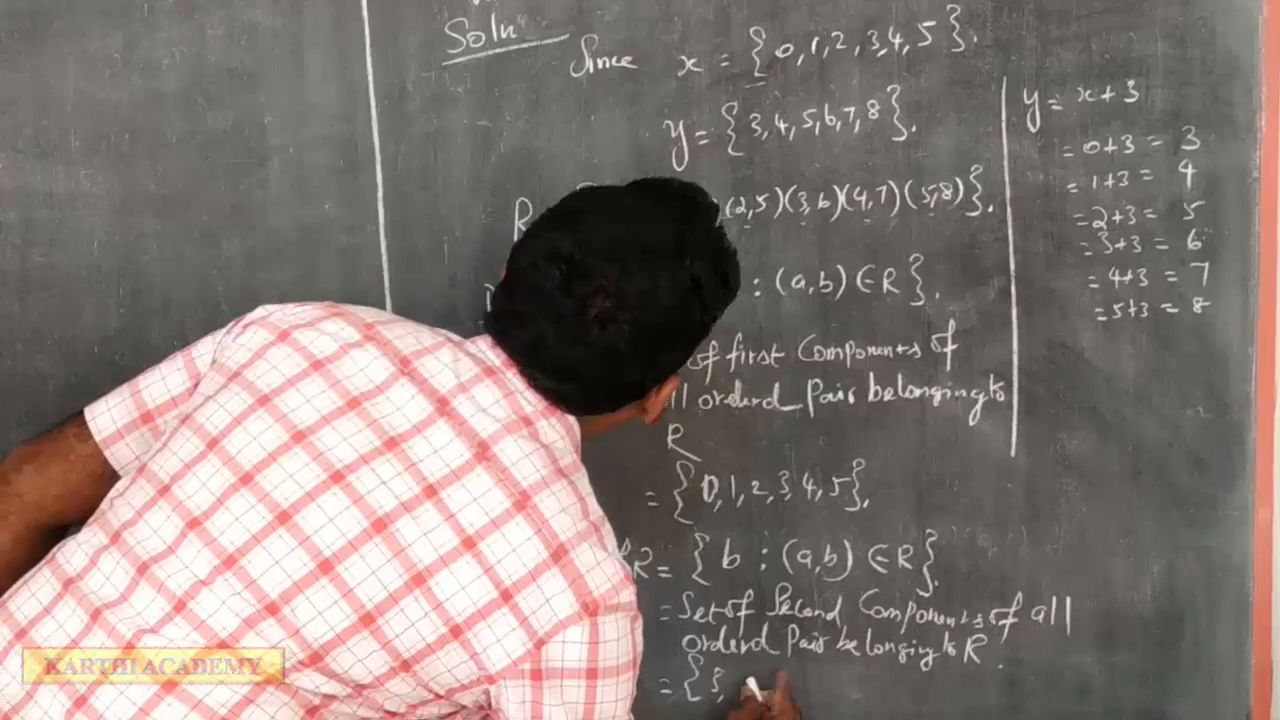 Soln
Since x = {0,1,2,3,4,5}.
y = {3,4,5,6,7,8}.
R (2,5)(3,6)(4,7)(5,8)}.
: (a,b) ∈ R}.
of first Components of
ll orderd Pair belonging to
R
= {0,1,2,3,4,5}.
R = {b : (a,b) ∈ R}.
= Set of Second Components of all
orderd Pair belonging to R.
= {3,
y = x+3
= 0+3 = 3
= 1+3 = 4
= 2+3 = 5
= 3+3 = 6
= 4+3 = 7
= 5+3 = 8
KARTHI ACADEMY